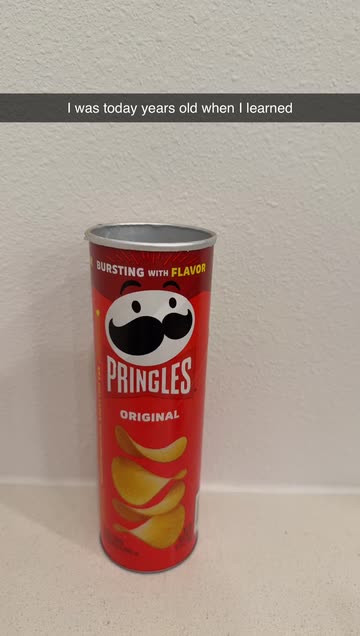 I was today years old when I learned
BURSTING WITH FLAVOR
PRINGLES
ORIGINAL